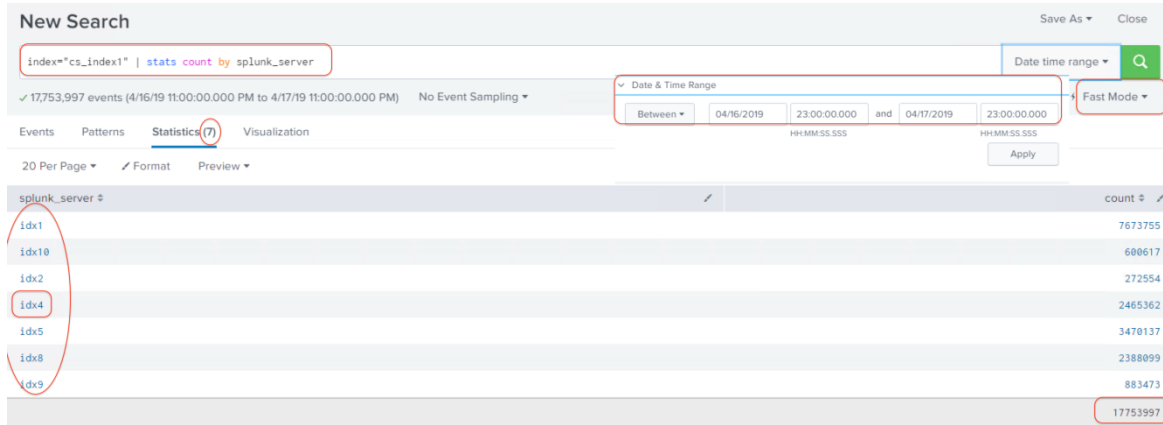 New Search
Save As Close
index="cs_index1" | stats count by splunk_server
Date time range
Date & Time Range
17,753,997 events (4/16/19 11:00:00.000 PM to 4/17/19 11:00:00.000 PM) No Event Sampling
Fast Mode
Between 04/16/2019 23:00:00.000 and 04/17/2019 23:00:00.000
HH:MM:SS.SSS HH:MM:SS.SSS
Events Patterns Statistics (7) Visualization
Apply
20 Per Page Format Preview
splunk_server count
idx1 7673755
idx10 600617
idx2 272554
idx4 2465362
idx5 3470137
idx8 2388099
idx9 883473
17753997